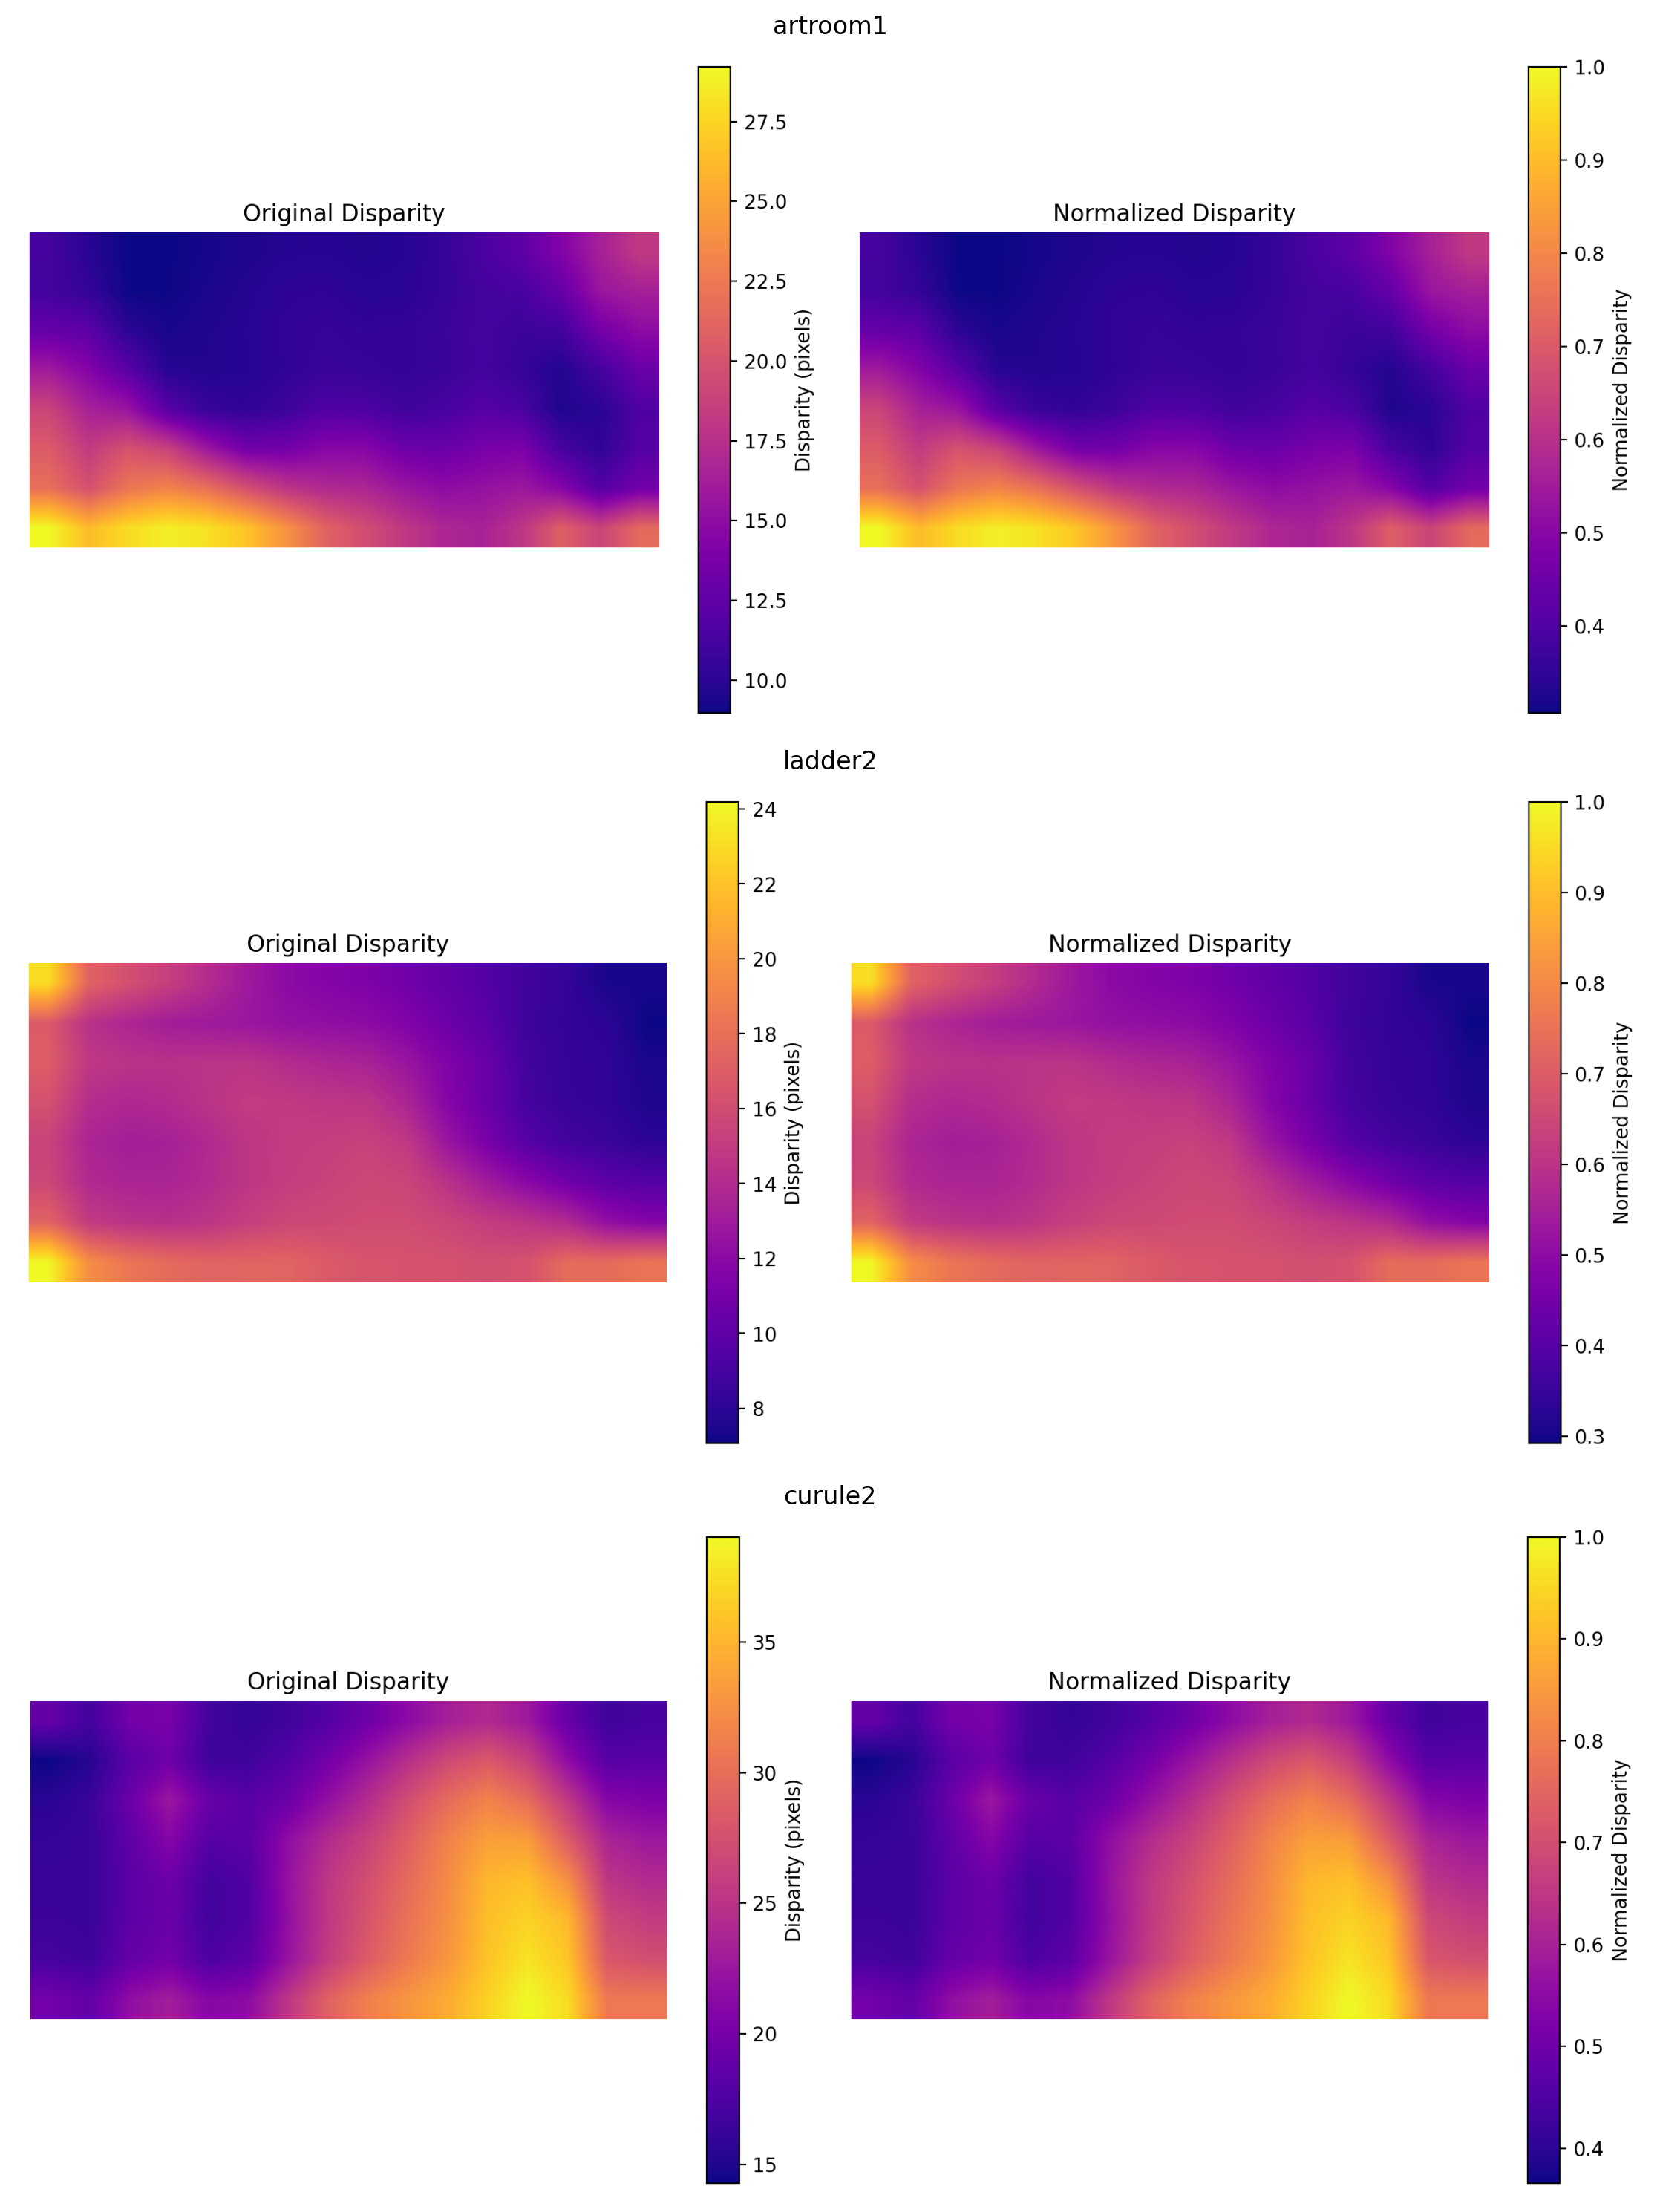 artroom1
Original Disparity
27.5
25.0
22.5
20.0
17.5
15.0
12.5
10.0
Disparity (pixels)
Normalized Disparity
1.0
0.9
0.8
0.7
0.6
0.5
0.4
Normalized Disparity
ladder2
Original Disparity
24
22
20
18
16
14
12
10
8
Disparity (pixels)
Normalized Disparity
1.0
0.9
0.8
0.7
0.6
0.5
0.4
0.3
Normalized Disparity
curule2
Original Disparity
35
30
25
20
15
Disparity (pixels)
Normalized Disparity
1.0
0.9
0.8
0.7
0.6
0.5
0.4
Normalized Disparity